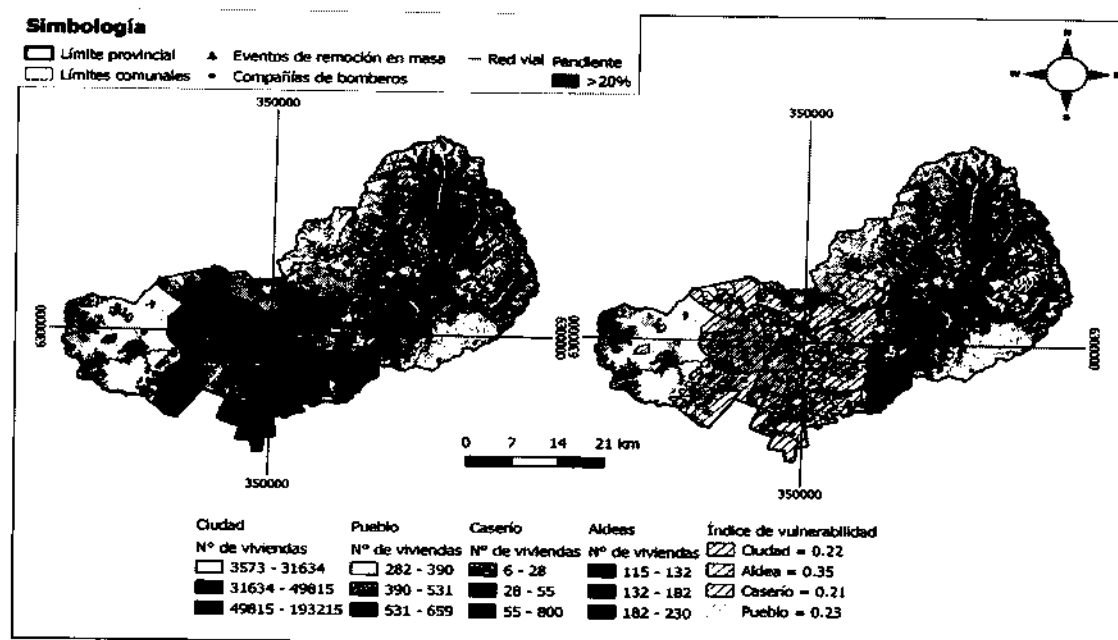 Simbología
Límite provincial
Eventos de remoción en masa
Red vial
Pendiente
Límites comunales
Compañías de bomberos
>20%
N
W
E
S
350000
350000
6300000
6300000
6300000
6300000
0 7 14 21 km
350000
350000
Ciudad
Nº de viviendas
3573 - 31634
31634 - 49815
49815 - 193215
Pueblo
Nº de viviendas
282 - 390
390 - 531
531 - 659
Caserío
Nº de viviendas
6 - 28
28 - 55
55 - 800
Aldeas
Nº de viviendas
115 - 132
132 - 182
182 - 230
Índice de vulnerabilidad
Ciudad = 0.22
Aldea = 0.35
Caserío = 0.21
Pueblo = 0.23